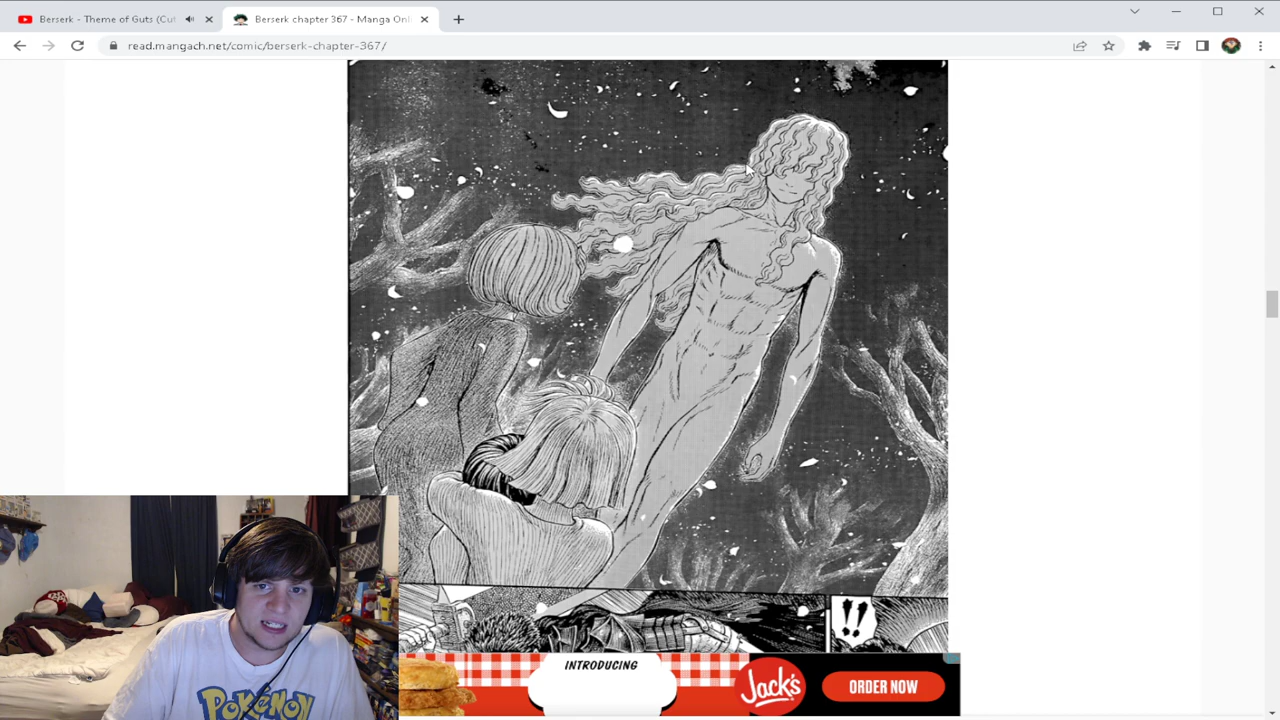 Berserk - Theme of Guts (Cut
Berserk chapter 367 - Manga Onl
read.mangach.net/comic/berserk-chapter-367/
!!
INTRODUCING
Jack's
ORDER NOW
POKéMON